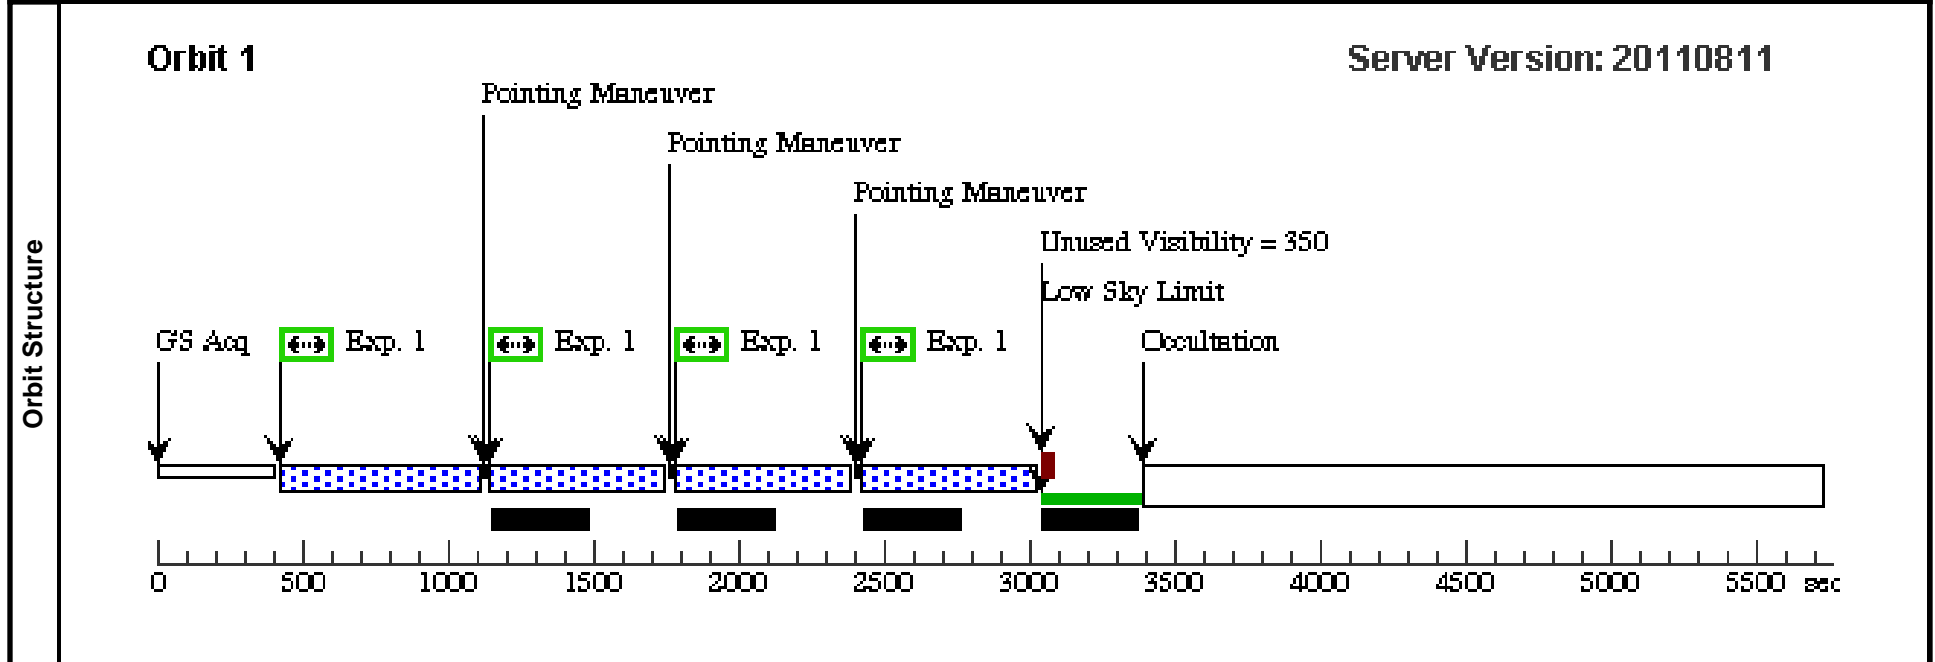 Orbit Structure
Orbit 1
Server Version: 20110811
Pointing Maneuver
Pointing Maneuver
Pointing Maneuver
Unused Visibility = 350
Low Sky Limit
GS Acq
Exp. 1
Exp. 1
Exp. 1
Exp. 1
Occultation
0 500 1000 1500 2000 2500 3000 3500 4000 4500 5000 5500 sec